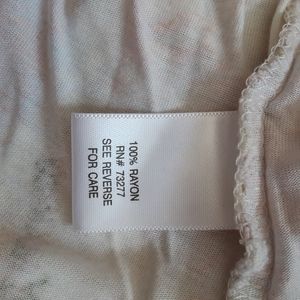 100% RAYON
RN# 73277
SEE REVERSE
FOR CARE